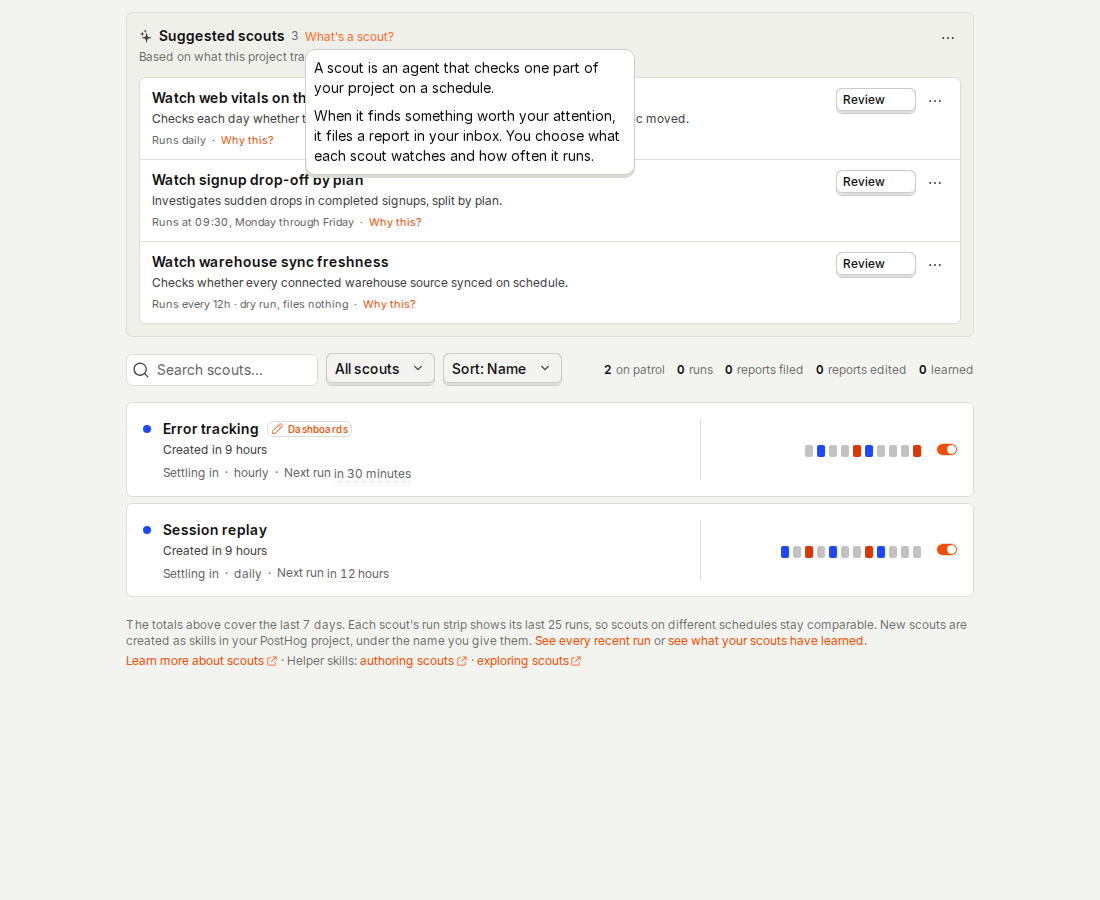 Suggested scouts 3 What's a scout?
Based on what this project
A scout is an agent that checks one part of
your project on a schedule.
When it finds something worth your attention,
it files a report in your inbox. You choose what
each scout watches and how often it runs.
Watch web vitals on
Review
Checks each day whether
moved.
Runs daily · Why this?
Watch signup drop-off by plan
Review
Investigates sudden drops in completed signups, split by plan.
Runs at 09:30, Monday through Friday · Why this?
Watch warehouse sync freshness
Review
Checks whether every connected warehouse source synced on schedule.
Runs every 12h · dry run, files nothing · Why this?
Search scouts... All scouts Sort: Name 2 on patrol 0 runs 0 reports filed 0 reports edited 0 learned
Error tracking Dashboards
Created in 9 hours
Settling in · hourly · Next run in 30 minutes
Session replay
Created in 9 hours
Settling in · daily · Next run in 12 hours
The totals above cover the last 7 days. Each scout's run strip shows its last 25 runs, so scouts on different schedules stay comparable. New scouts are
created as skills in your PostHog project, under the name you give them. See every recent run or see what your scouts have learned.
Learn more about scouts · Helper skills: authoring scouts · exploring scouts